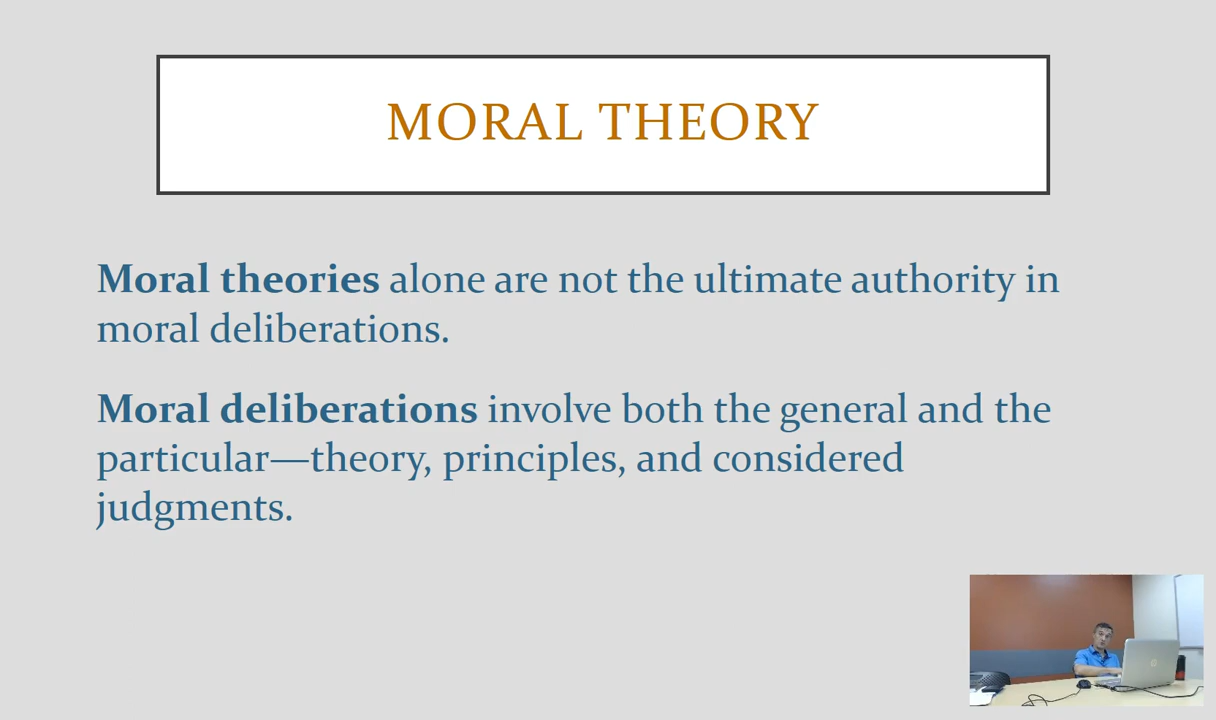 MORAL THEORY
Moral theories alone are not the ultimate authority in
moral deliberations.
Moral deliberations involve both the general and the
particular—theory, principles, and considered
judgments.